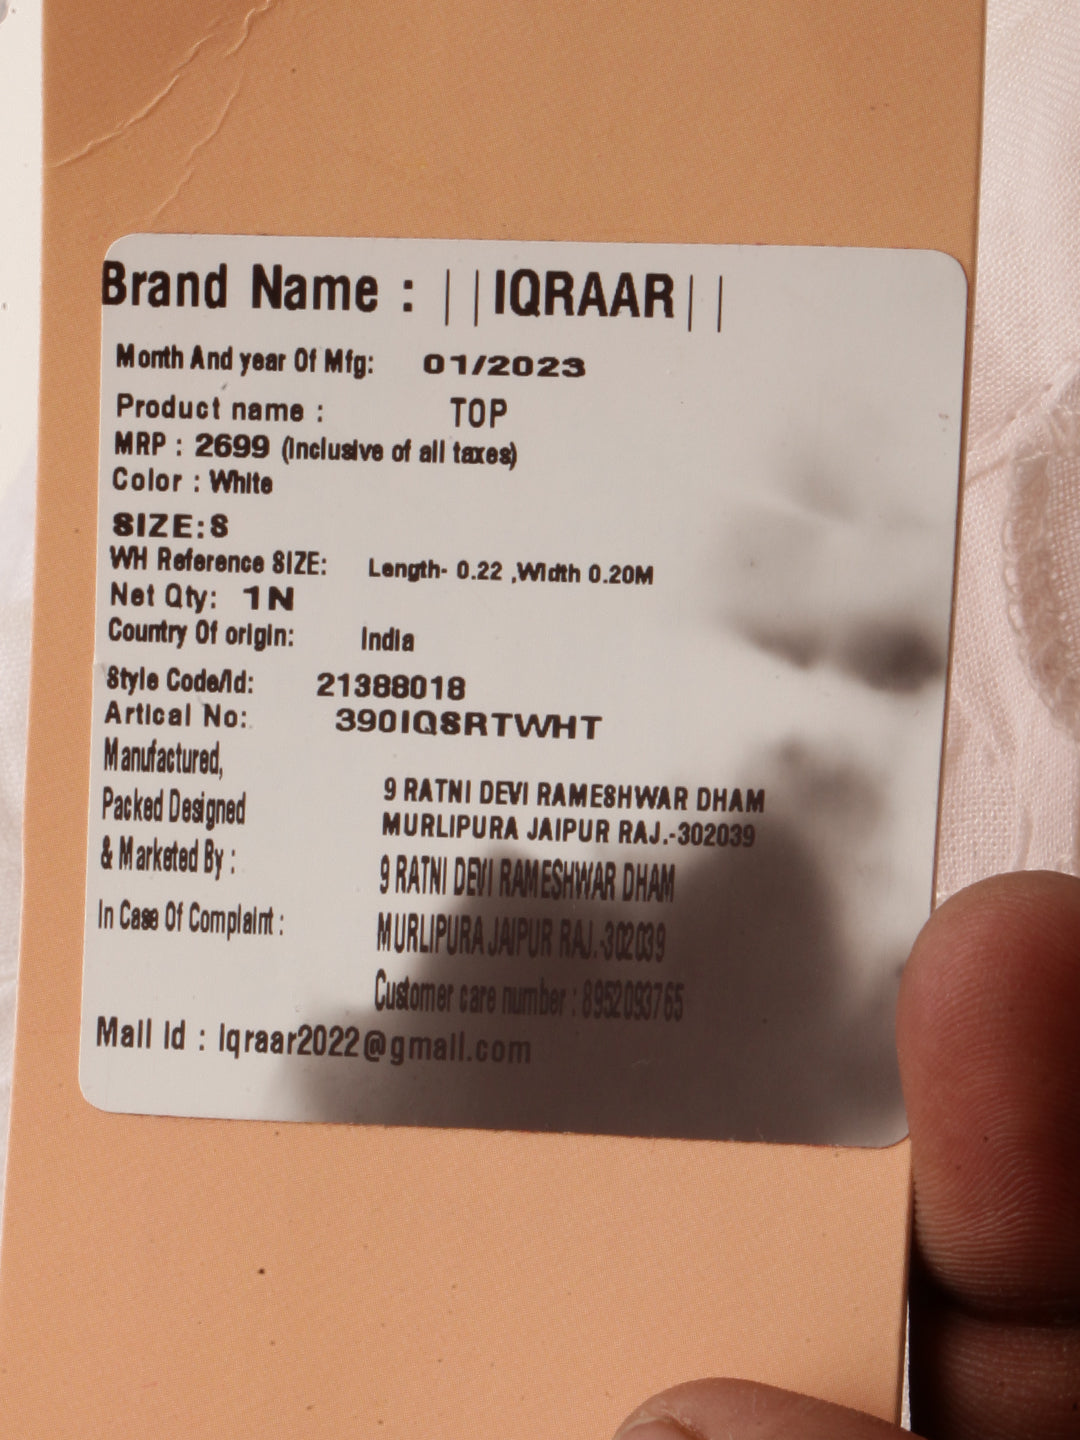 Brand Name : ||IQRAAR||
Month And year Of Mfg: 01/2023
Product name : TOP
MRP : 2699 (Inclusive of all taxes)
Color : White
SIZE:S
WH Reference SIZE: Length- 0.22 ,Width 0.20M
Net Qty: 1N
Country Of origin: India
Style Code/Id: 21388018
Artical No: 390IQSRTWHT
Manufactured,
Packed Designed
& Marketed By :
9 RATNI DEVI RAMESHWAR DHAM
MURLIPURA JAIPUR RAJ.-302039
In Case Of Complaint :
9 RATNI DEVI RAMESHWAR DHAM
MURLIPURA JAIPUR RAJ.-302039
Customer care number : 8952093765
Mail Id : Iqraar2022@gmail.com